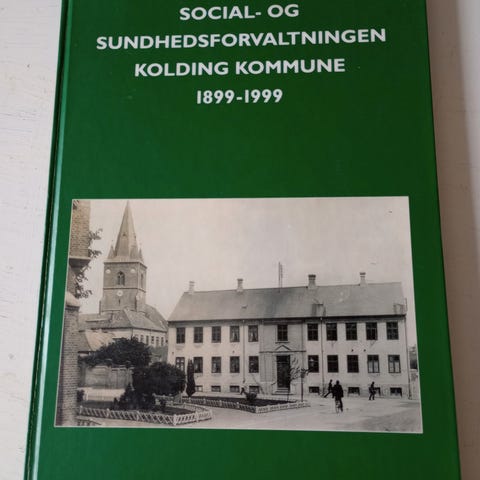 SOCIAL- OG
SUNDHEDSFORVALTNINGEN
KOLDING KOMMUNE
1899-1999